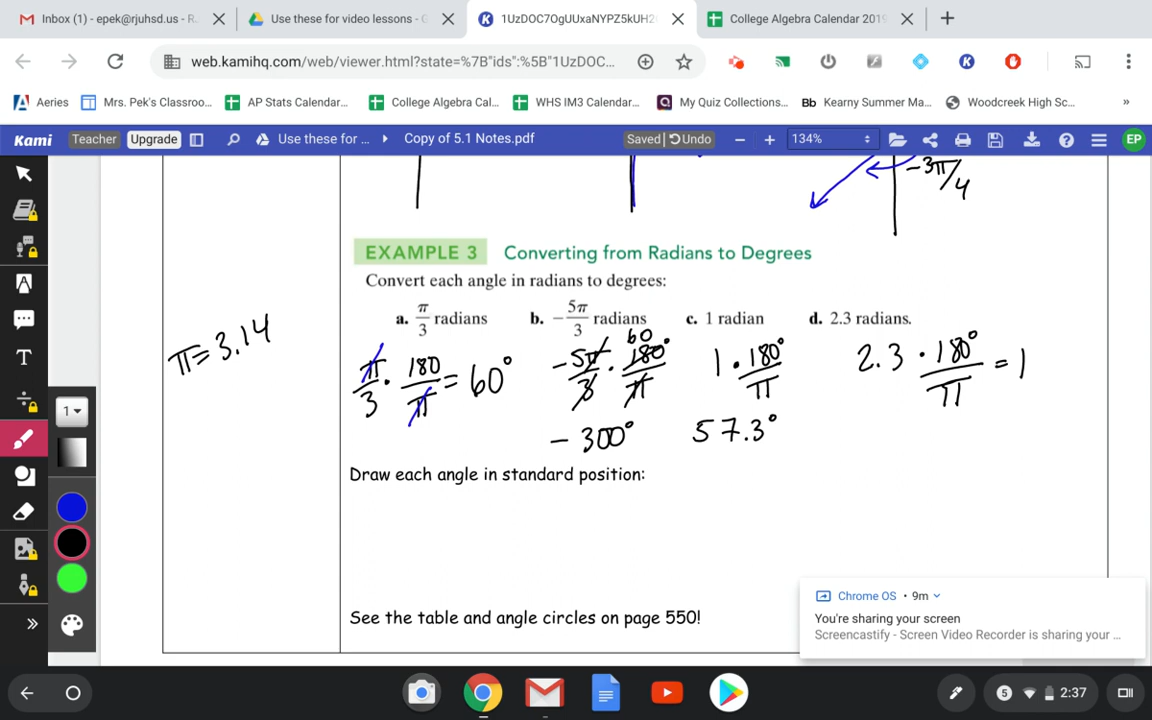 Inbox (1) - epek@rjuhsd.us - R.
Use these for video lessons - G
1UzDOC7OgUUxaNYPZ5kUH2
College Algebra Calendar 2019
web.kamihq.com/web/viewer.html?state=%7B"ids":%5B"1UzDOC...
Aeries
Mrs. Pek's Classroo...
AP Stats Calendar...
College Algebra Cal...
WHS IM3 Calendar...
My Quiz Collections...
Bb Kearny Summer Ma...
Woodcreek High Sc...
»
Kami Teacher Upgrade
Use these for ...
Copy of 5.1 Notes.pdf
Saved | Undo
134%
EP
-3π/4
EXAMPLE 3 Converting from Radians to Degrees
Convert each angle in radians to degrees:
a. π/3 radians b. -5π/3 radians c. 1 radian d. 2.3 radians.
π=3.14
π/3 · 180/π = 60°
-5π/3 · 180°/π 60
1 · 180°/π
2.3 · 180°/π = 1
-300°
57.3°
Draw each angle in standard position:
See the table and angle circles on page 550!
T
1
Chrome OS • 9m
You're sharing your screen
Screencastify - Screen Video Recorder is sharing your ...
5
2:37